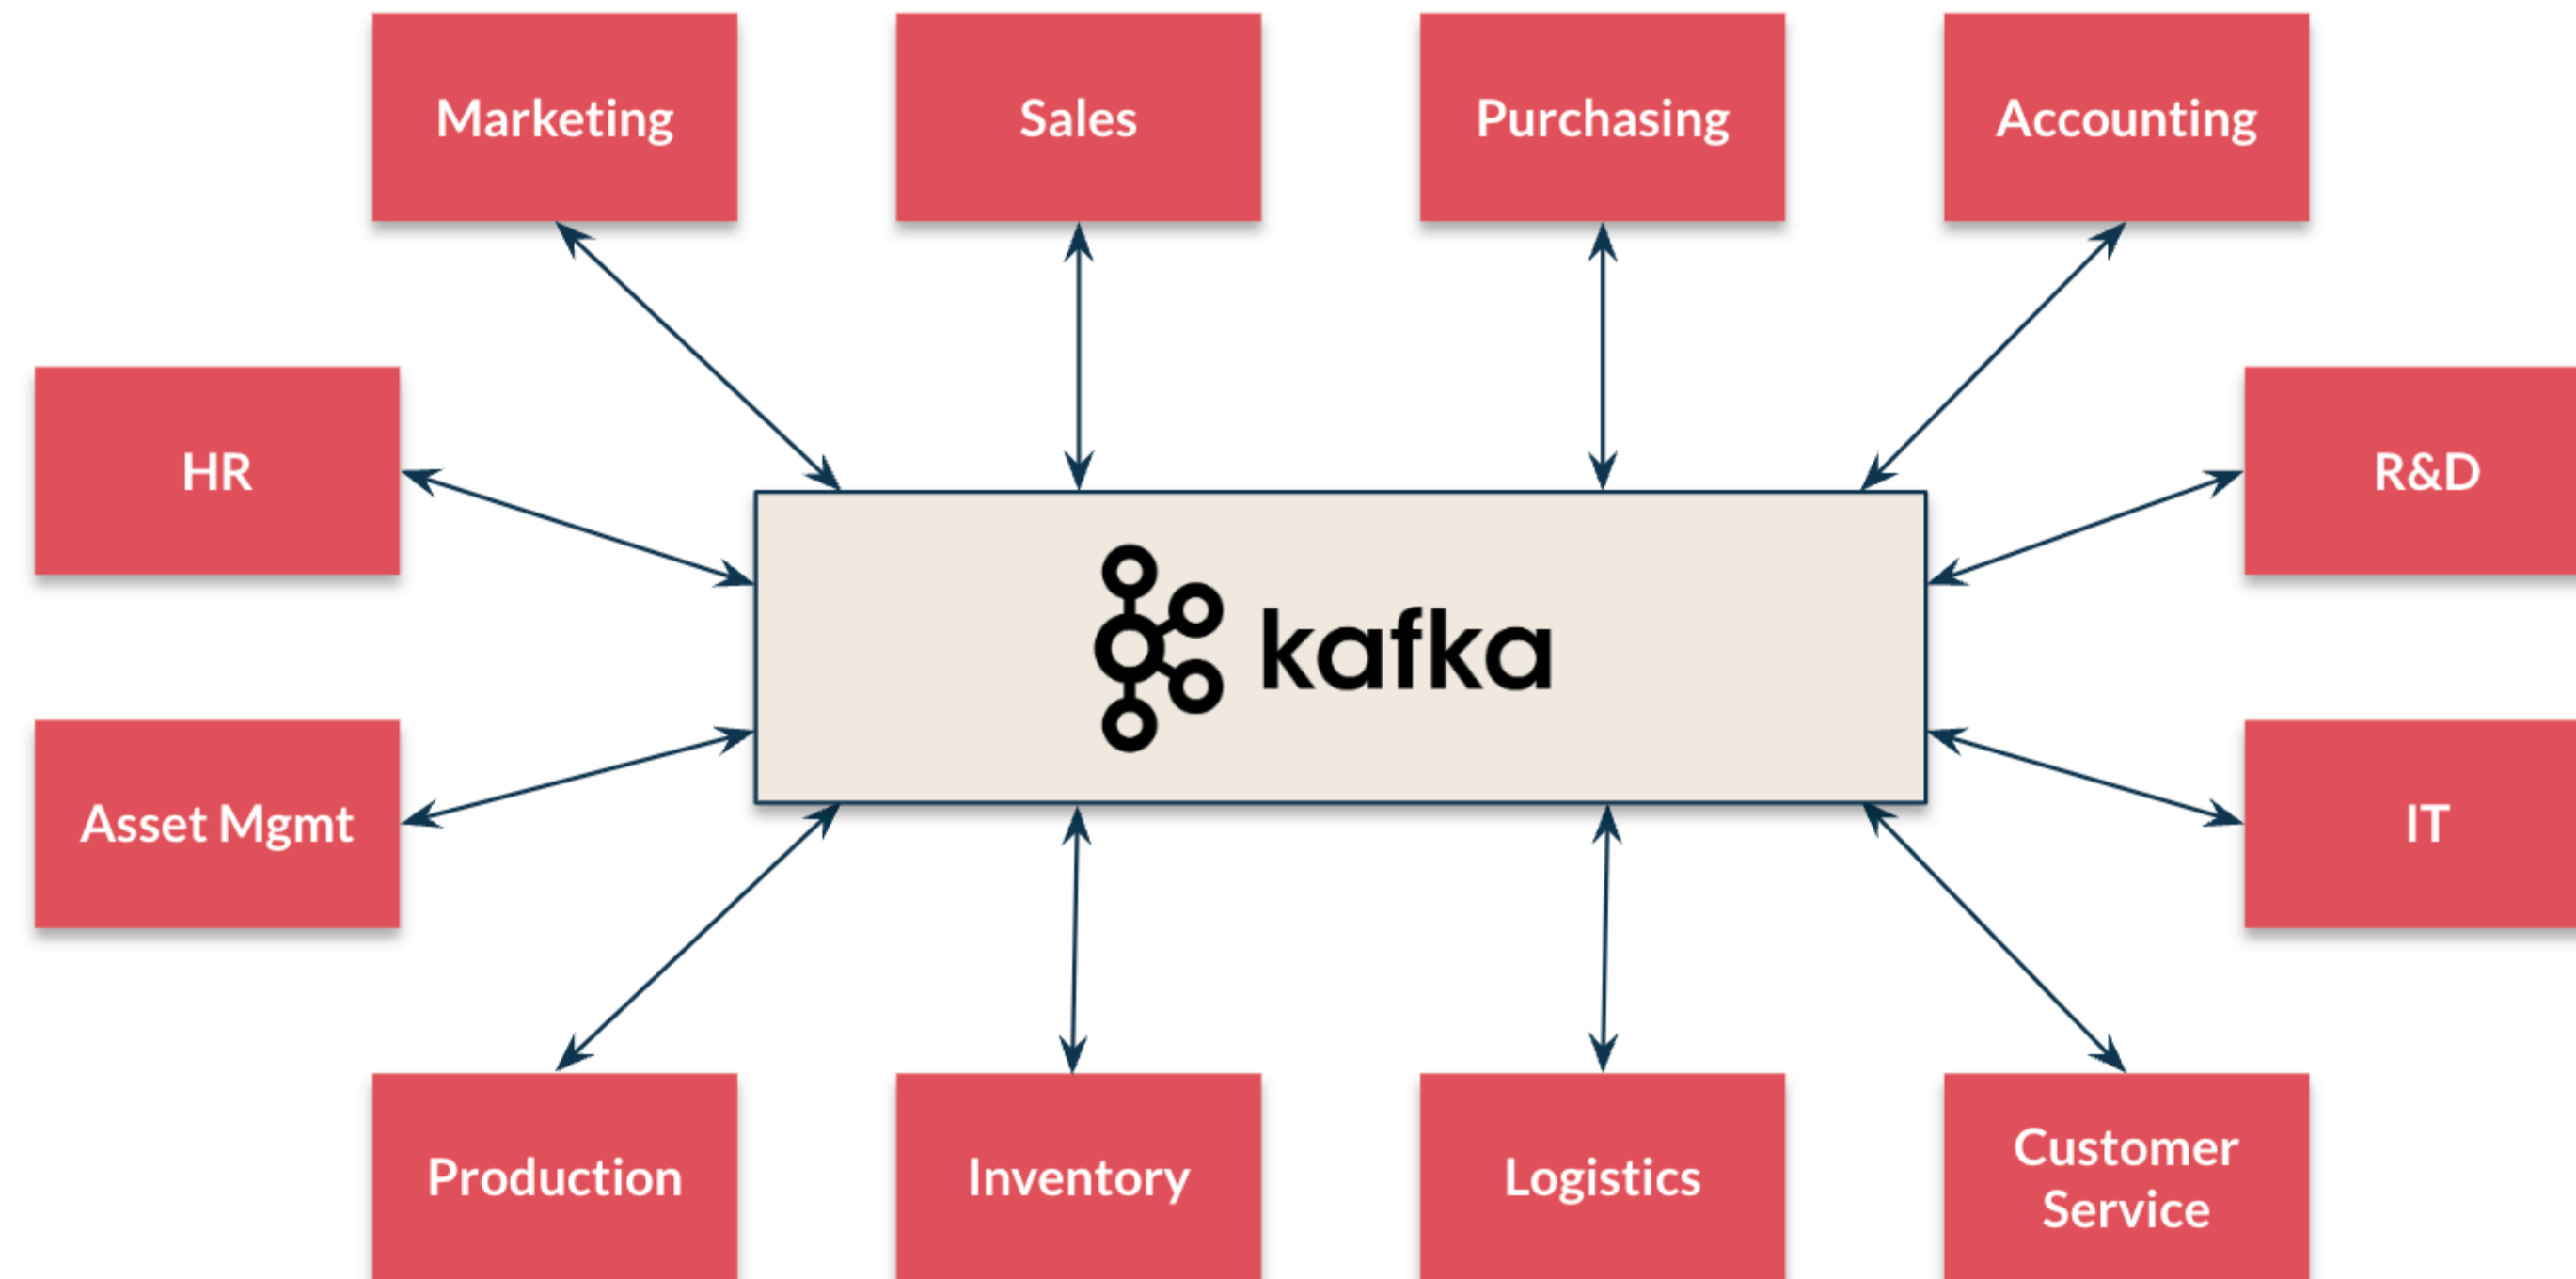 Marketing
Sales
Purchasing
Accounting
HR
R&D
kafka
Asset Mgmt
IT
Production
Inventory
Logistics
Customer
Service